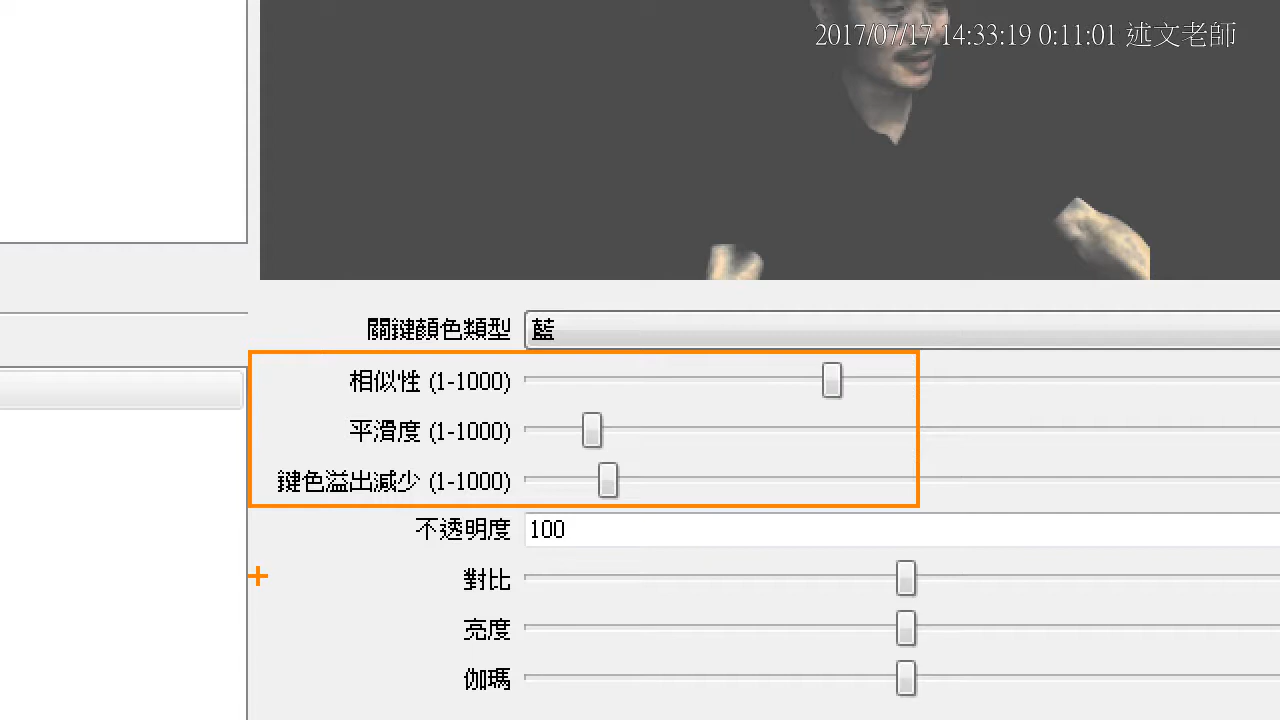 2017/07/17 14:33:19 0:11:01 述文老師
關鍵顏色類型 藍
相似性 (1-1000)
平滑度 (1-1000)
鍵色溢出減少 (1-1000)
不透明度 100
對比
亮度
伽瑪